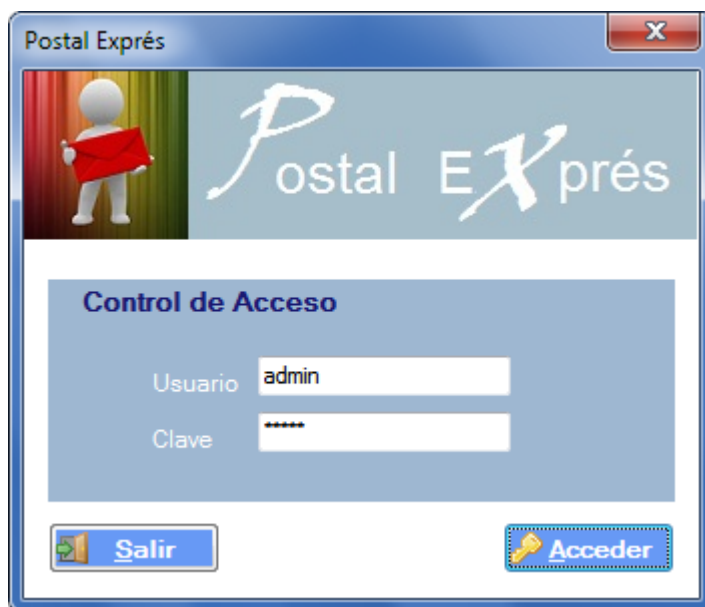 Postal Exprés
Postal EXprés
Control de Acceso
Usuario admin
Clave *****
Salir
Acceder